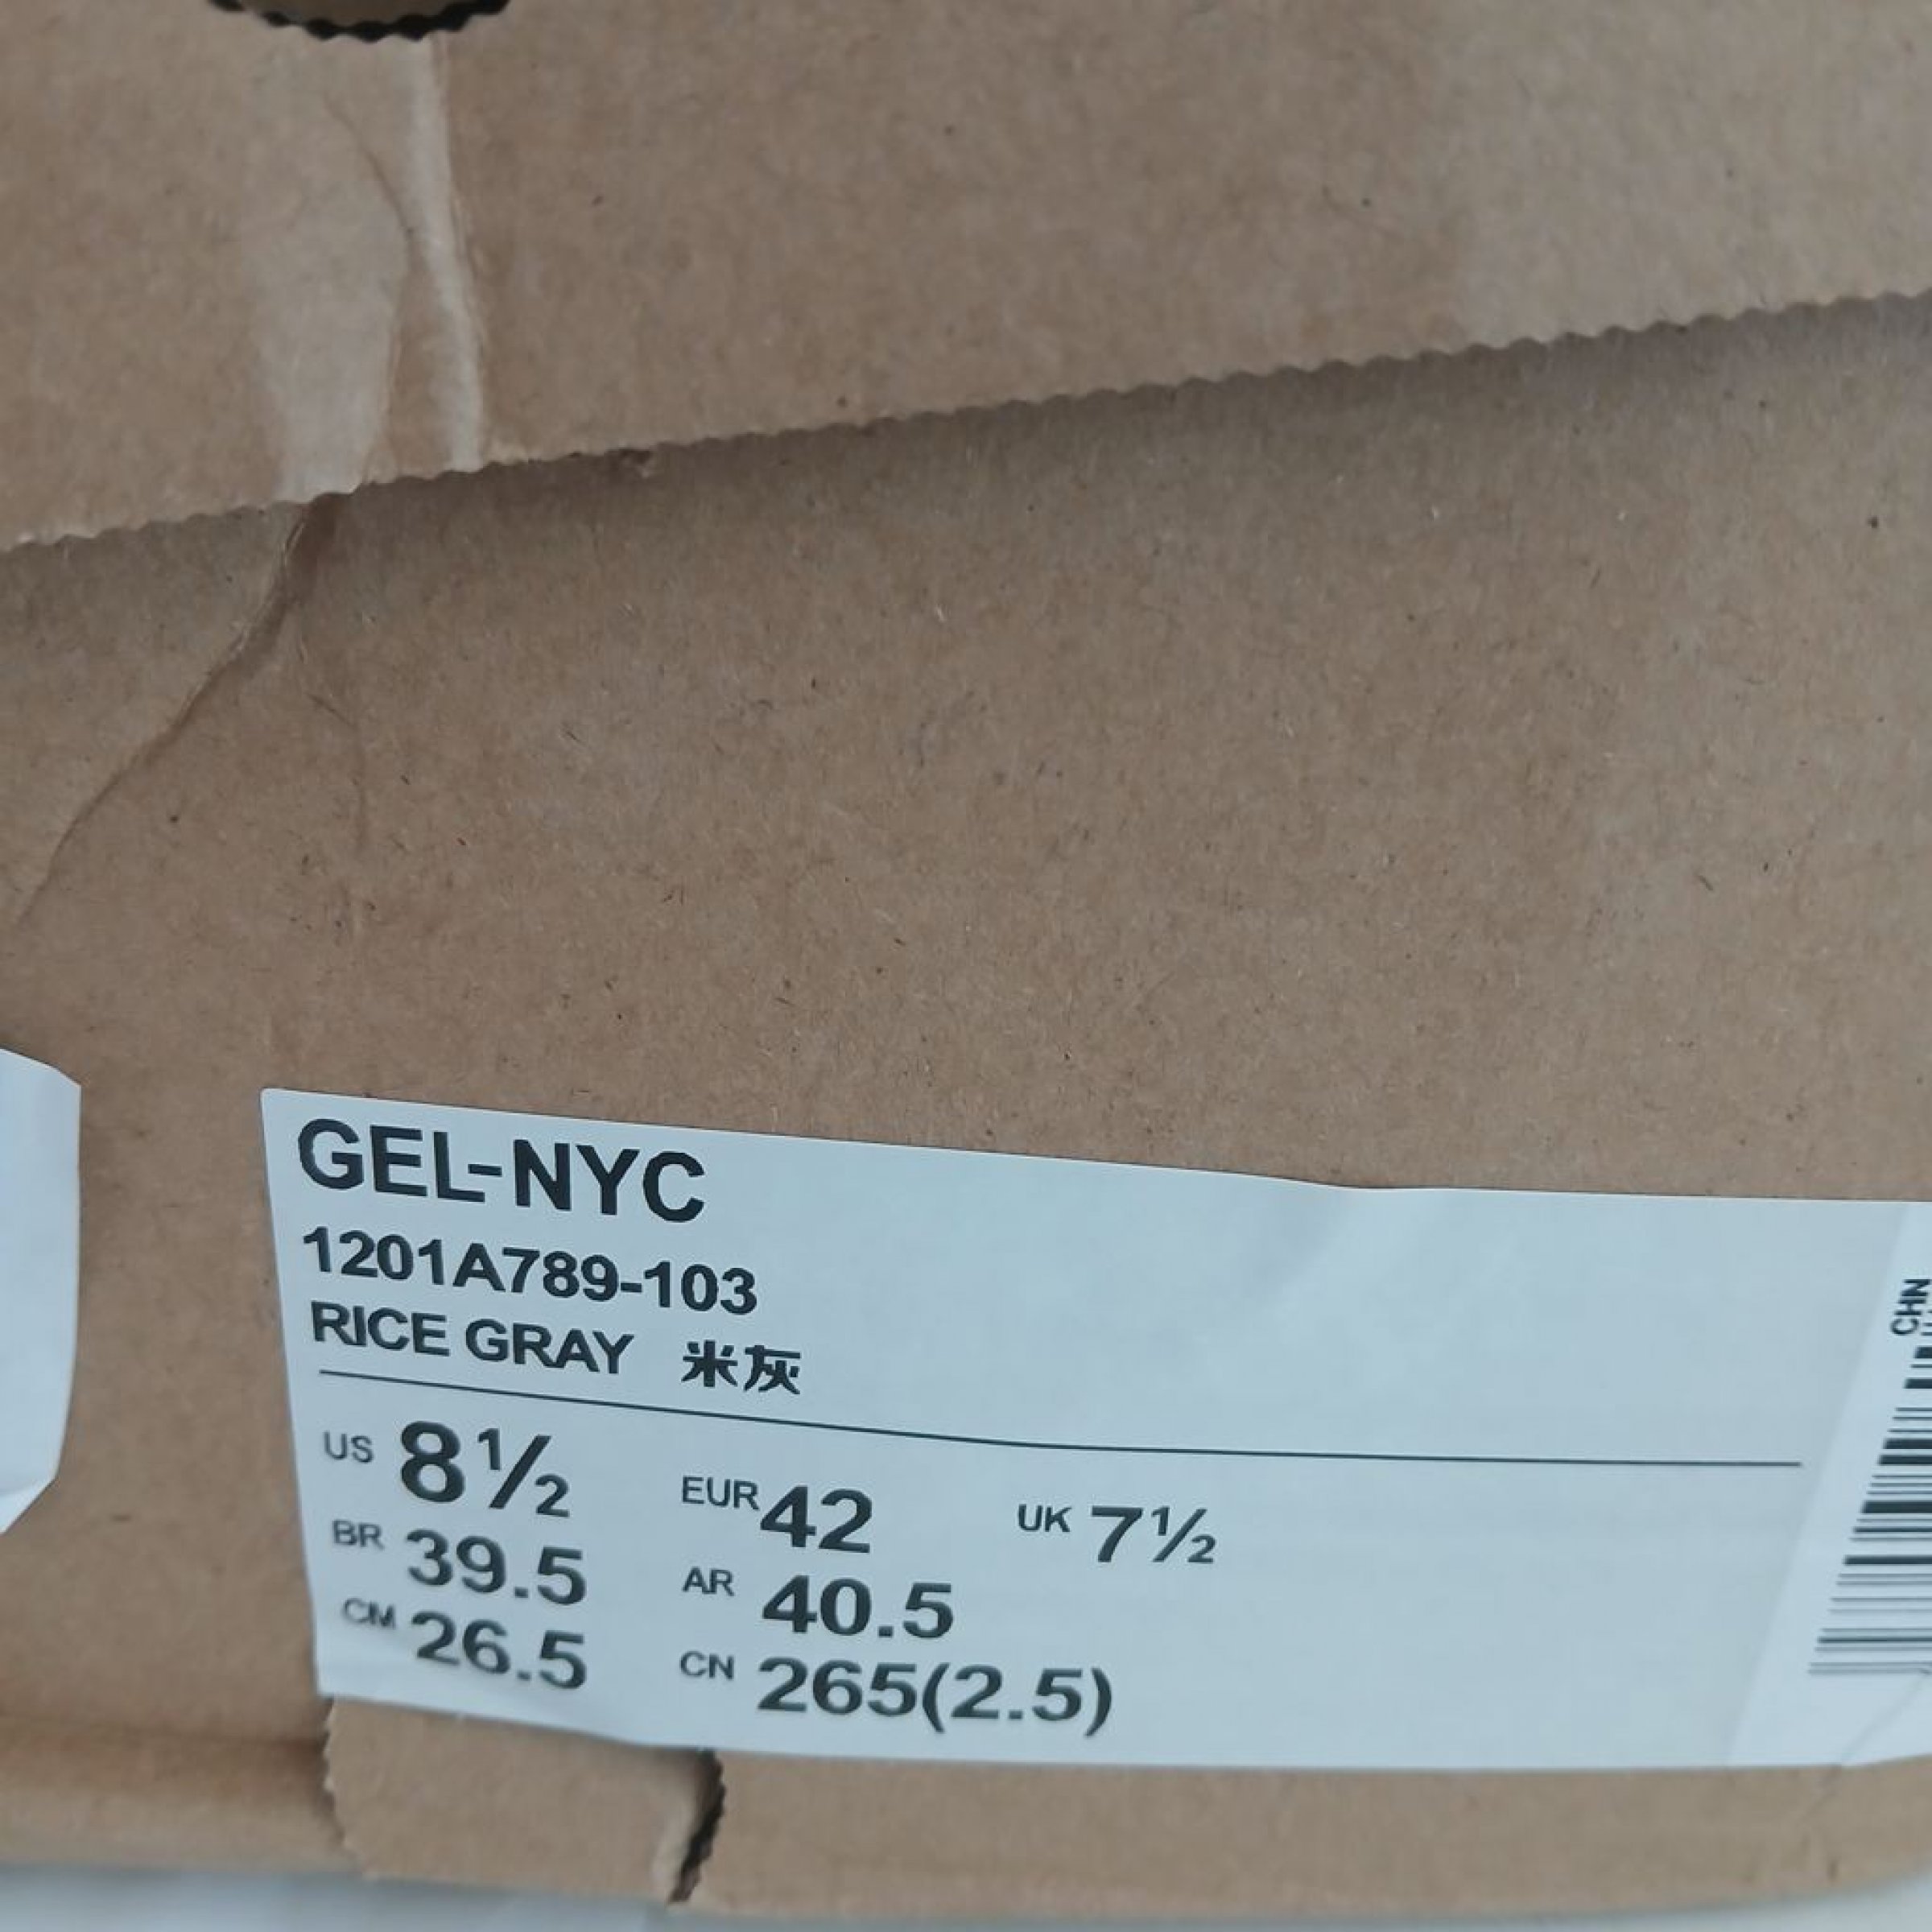 GEL-NYC
1201A789-103
RICE GRAY 米灰
US 8½ EUR 42 UK 7½
BR 39.5 AR 40.5
CM 26.5 CN 265(2.5)
CHN